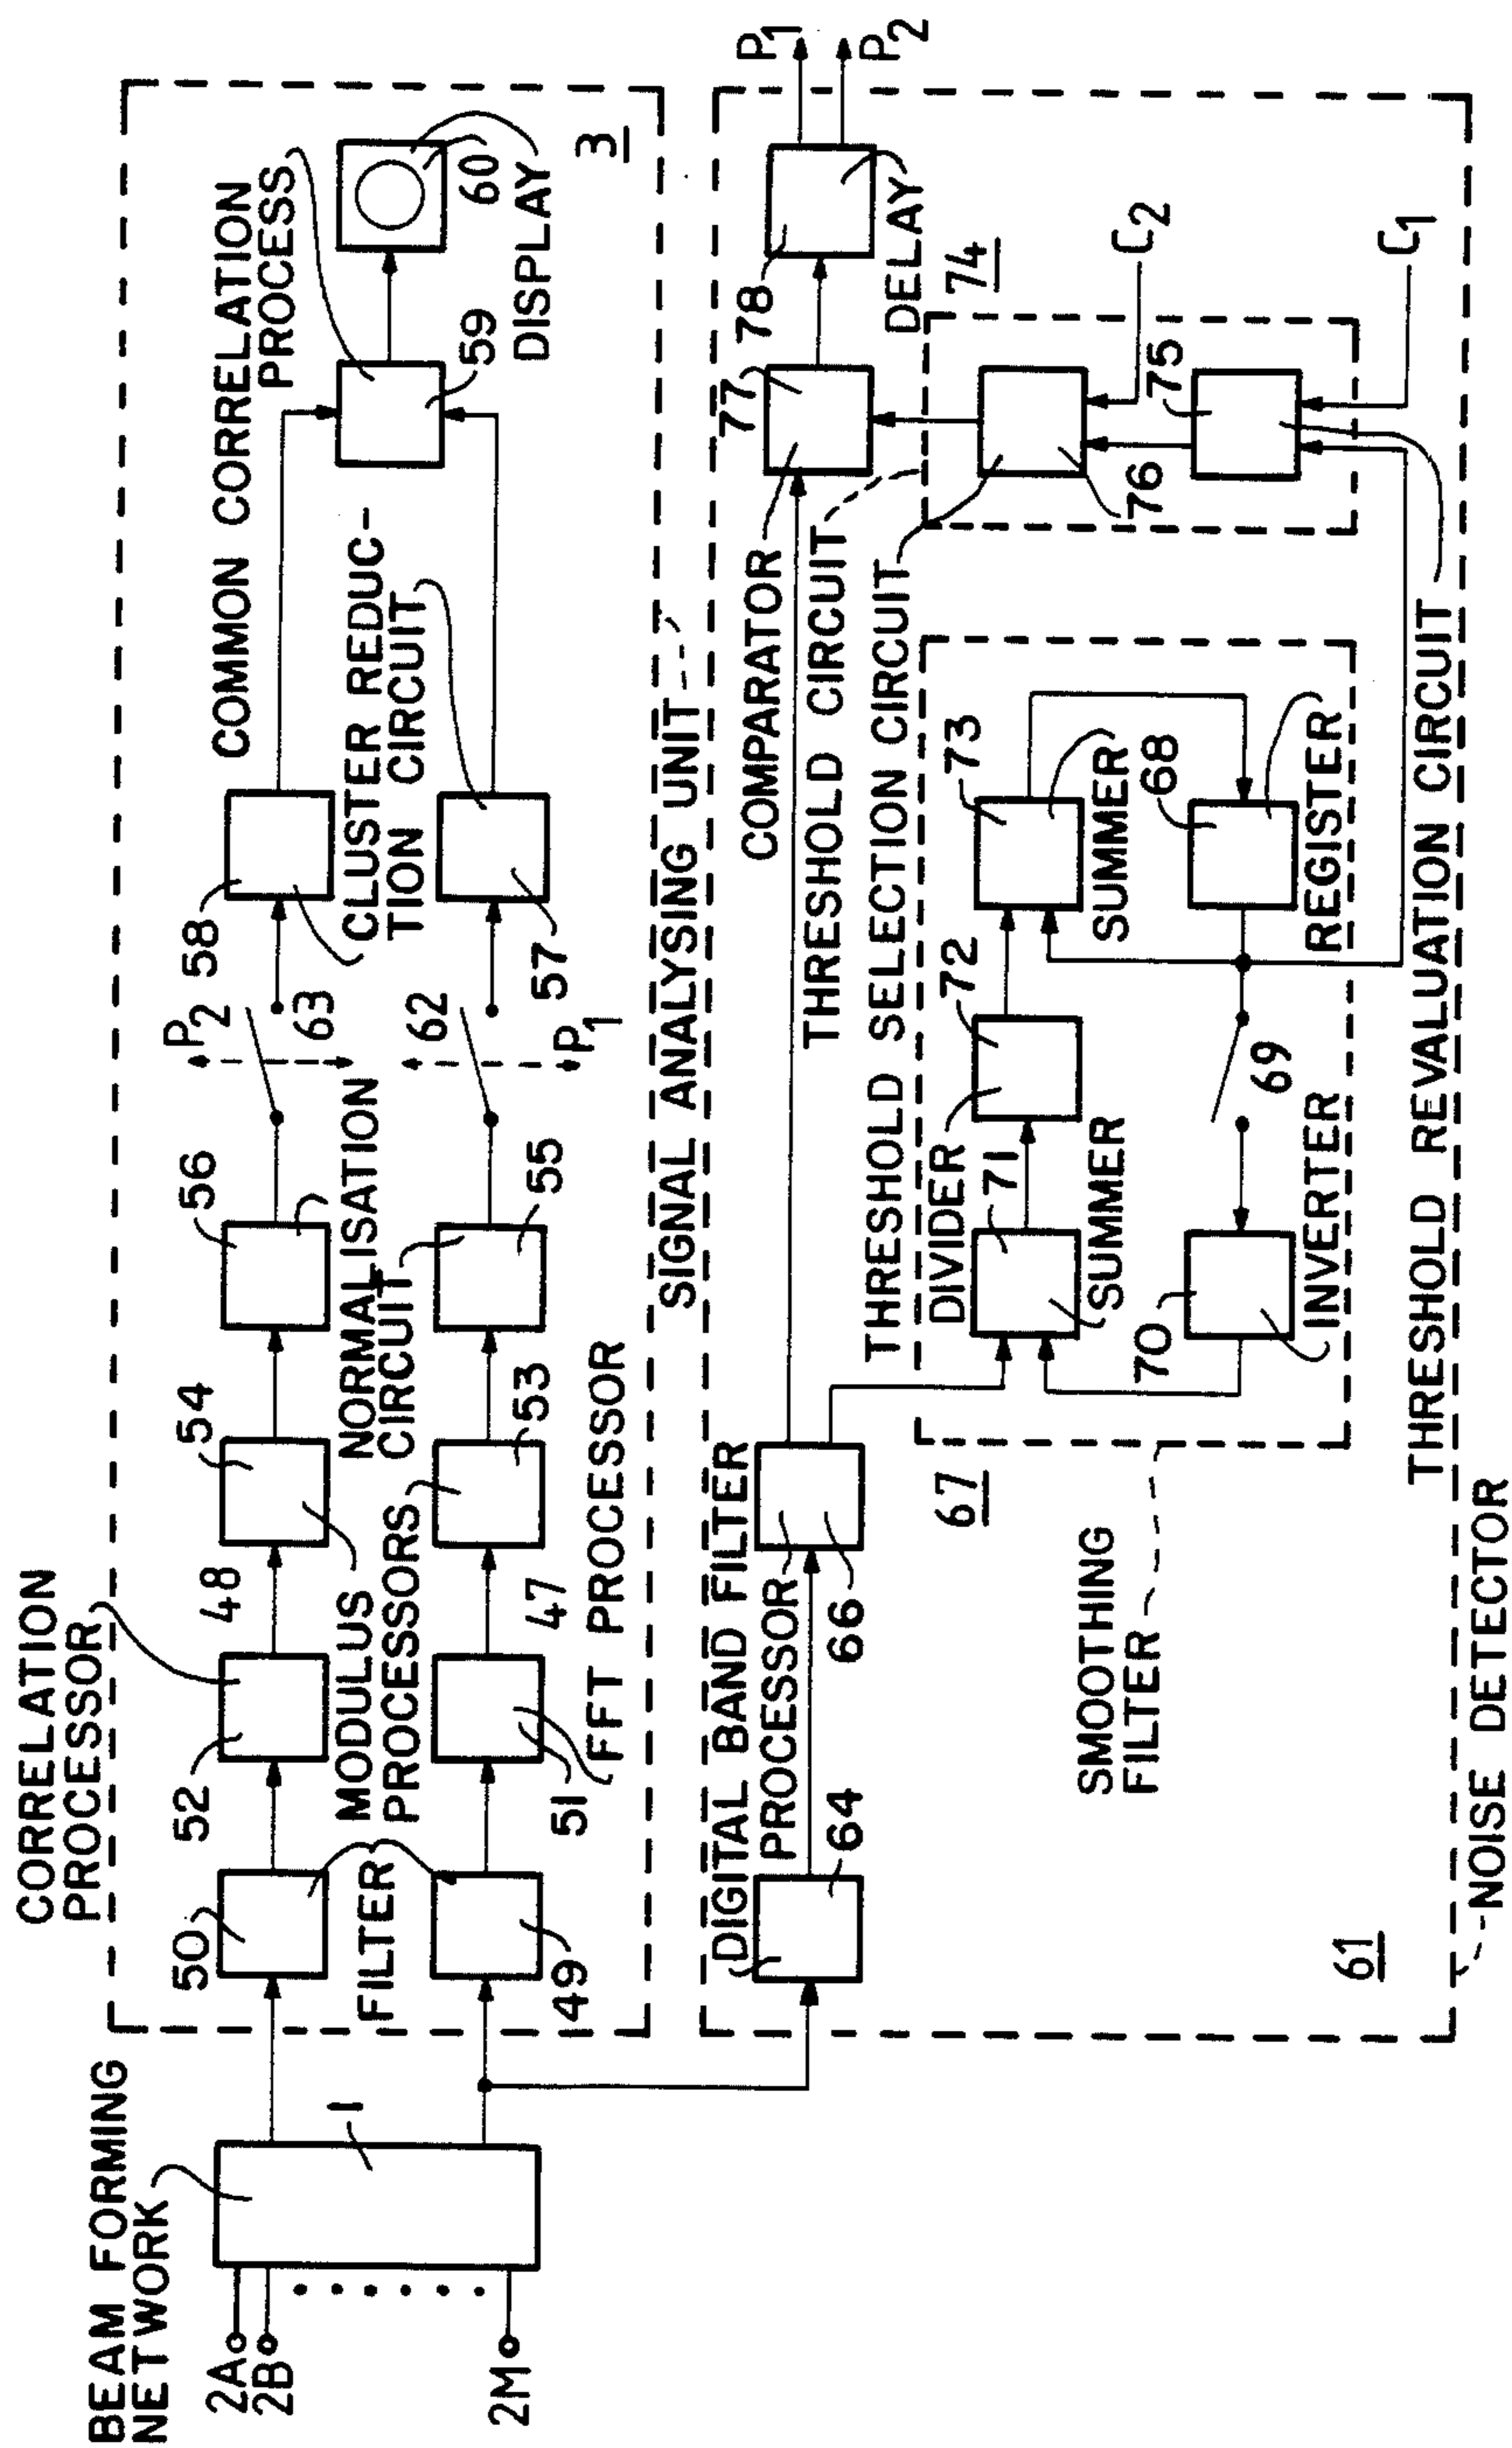 BEAM FORMING
NETWORK
2A
2B
2M
1
CORRELATION
PROCESSOR
50
52
48
54
56
P2
63
58
COMMON CORRELATION
PROCESS
FILTER
MODULUS
PROCESSORS
NORMALISATION
CIRCUIT
CLUSTER REDUC-
TION CIRCUIT
59
60
DISPLAY
3
49
51
47
53
55
62
P1
57
FFT PROCESSOR
SIGNAL ANALYSING UNIT
DIGITAL BAND FILTER
PROCESSOR
64
66
COMPARATOR
77
78
DELAY
P1
P2
THRESHOLD CIRCUIT
THRESHOLD SELECTION CIRCUIT
74
67
DIVIDER
71
72
73
SUMMER
SUMMER
76
75
C2
C1
70
69
68
INVERTER
REGISTER
SMOOTHING
FILTER
61
THRESHOLD REVALUATION CIRCUIT
NOISE DETECTOR